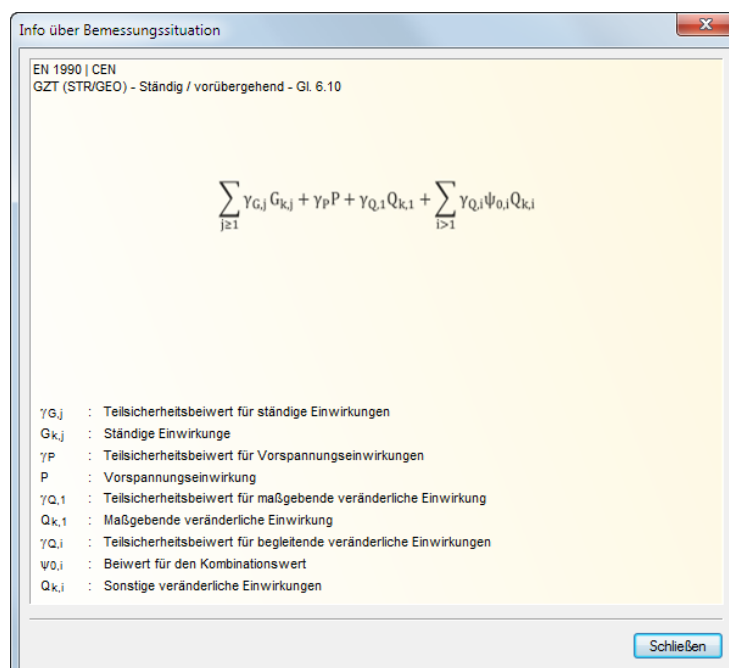 Info über Bemessungssituation
EN 1990 | CEN
GZT (STR/GEO) - Ständig / vorübergehend - Gl. 6.10
∑ j≥1 γG,j Gk,j + γP P + γQ,1 Qk,1 + ∑ i>1 γQ,i ψ0,i Qk,i
γG,j : Teilsicherheitsbeiwert für ständige Einwirkungen
Gk,j : Ständige Einwirkunge
γP : Teilsicherheitsbeiwert für Vorspannungseinwirkungen
P : Vorspannungseinwirkung
γQ,1 : Teilsicherheitsbeiwert für maßgebende veränderliche Einwirkung
Qk,1 : Maßgebende veränderliche Einwirkung
γQ,i : Teilsicherheitsbeiwert für begleitende veränderliche Einwirkungen
ψ0,i : Beiwert für den Kombinationswert
Qk,i : Sonstige veränderliche Einwirkungen
Schließen